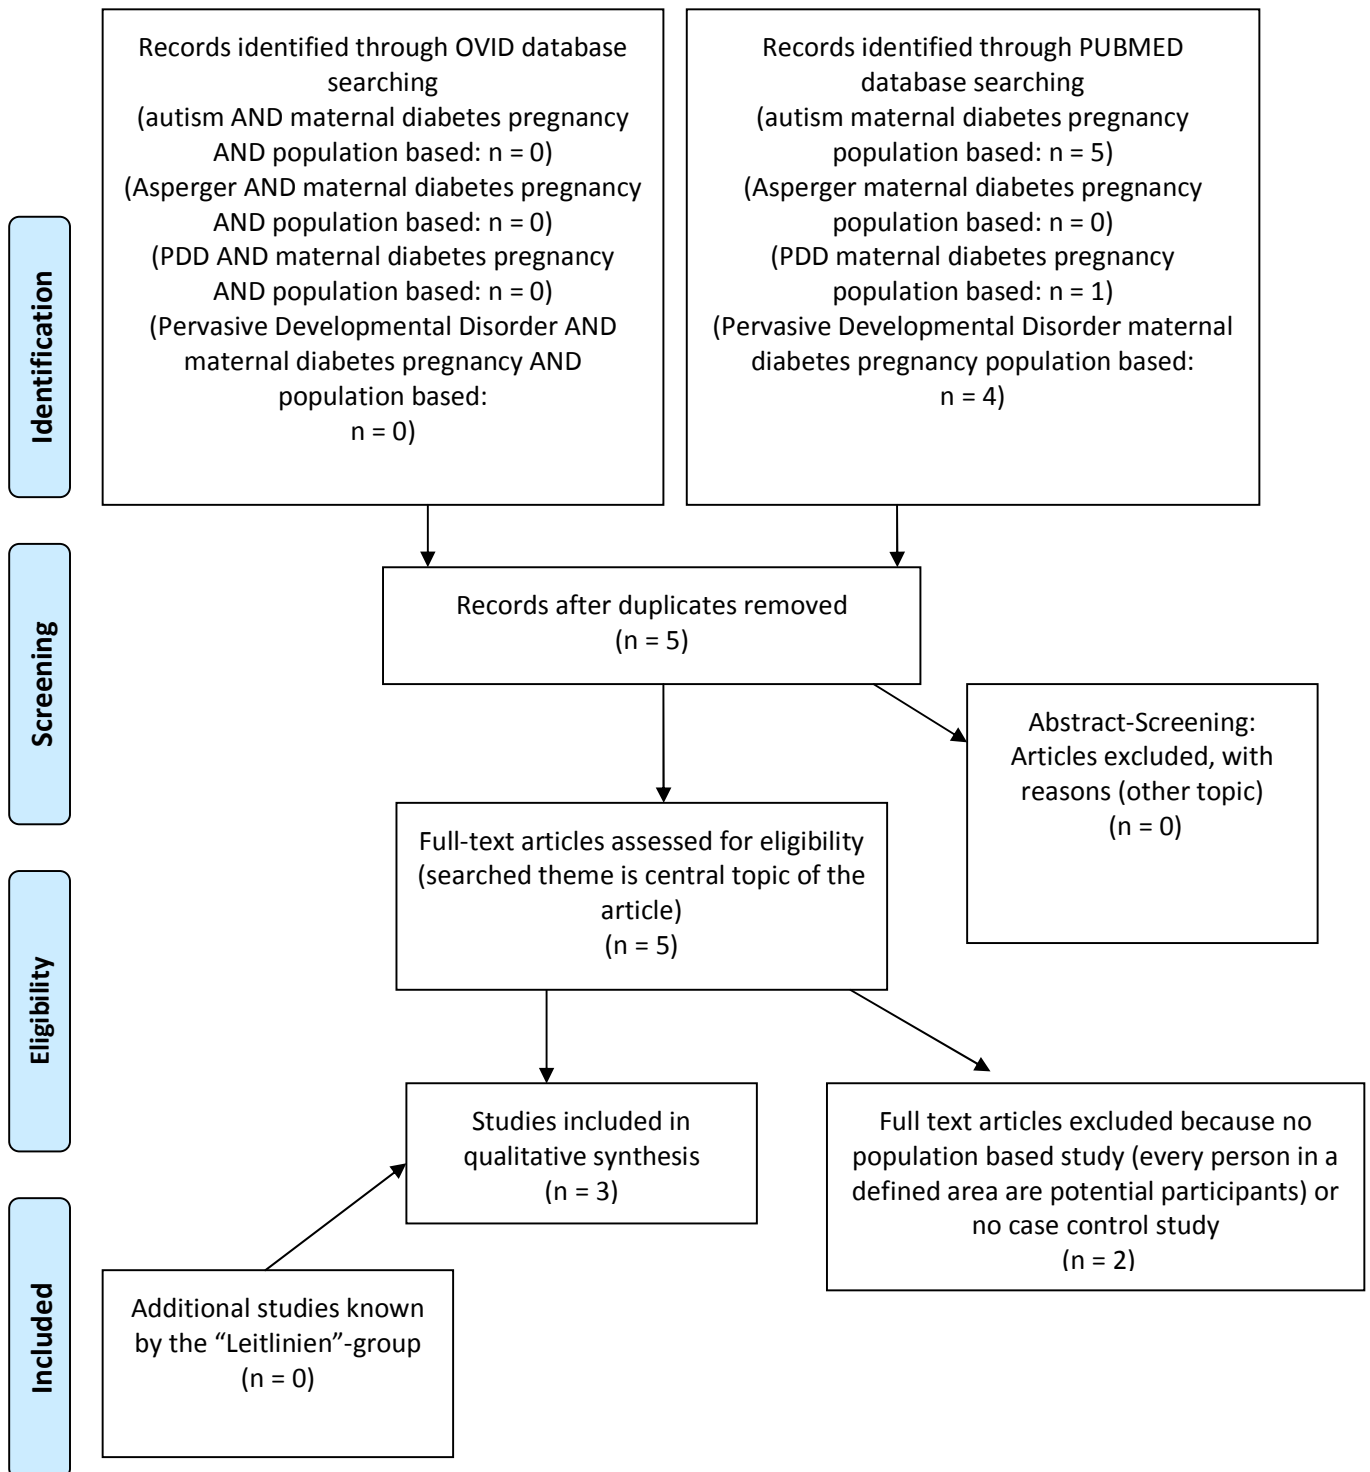 Records identified through OVID database
searching
(autism AND maternal diabetes pregnancy
AND population based: n = 0)
(Asperger AND maternal diabetes pregnancy
AND population based: n = 0)
(PDD AND maternal diabetes pregnancy
AND population based: n = 0)
(Pervasive Developmental Disorder AND
maternal diabetes pregnancy AND
population based:
n = 0)
Records identified through PUBMED
database searching
(autism maternal diabetes pregnancy
population based: n = 5)
(Asperger maternal diabetes pregnancy
population based: n = 0)
(PDD maternal diabetes pregnancy
population based: n = 1)
(Pervasive Developmental Disorder maternal
diabetes pregnancy population based:
n = 4)
Identification
Records after duplicates removed
(n = 5)
Screening
Abstract-Screening:
Articles excluded, with
reasons (other topic)
(n = 0)
Full-text articles assessed for eligibility
(searched theme is central topic of the
article)
(n = 5)
Eligibility
Studies included in
qualitative synthesis
(n = 3)
Full text articles excluded because no
population based study (every person in a
defined area are potential participants) or
no case control study
(n = 2)
Included
Additional studies known
by the “Leitlinien”-group
(n = 0)